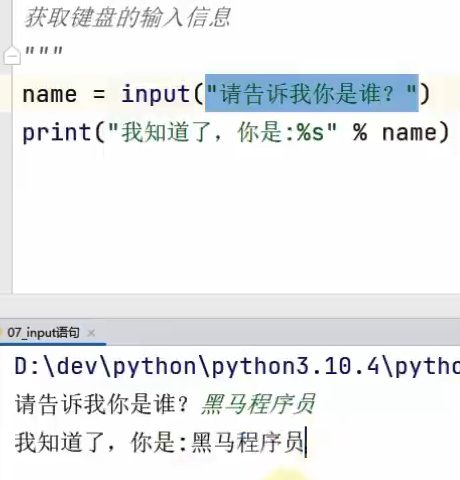 获取键盘的输入信息
"""
name = input("请告诉我你是谁？")
print("我知道了，你是:%s" % name)
07_input语句 ×
D:\dev\python\python3.10.4\pytho
请告诉我你是谁？黑马程序员
我知道了，你是:黑马程序员